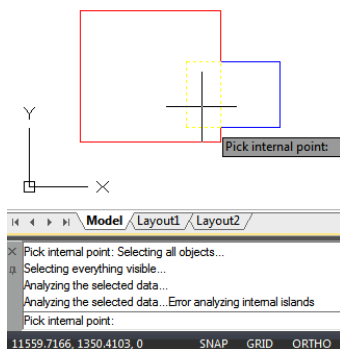 Pick internal point:
Y
X
Model Layout1 Layout2
Pick internal point: Selecting all objects...
Selecting everything visible...
Analyzing the selected data...
Analyzing the selected data...Error analyzing internal islands
Pick internal point:
11559.7166, 1350.4103, 0 SNAP GRID ORTHO